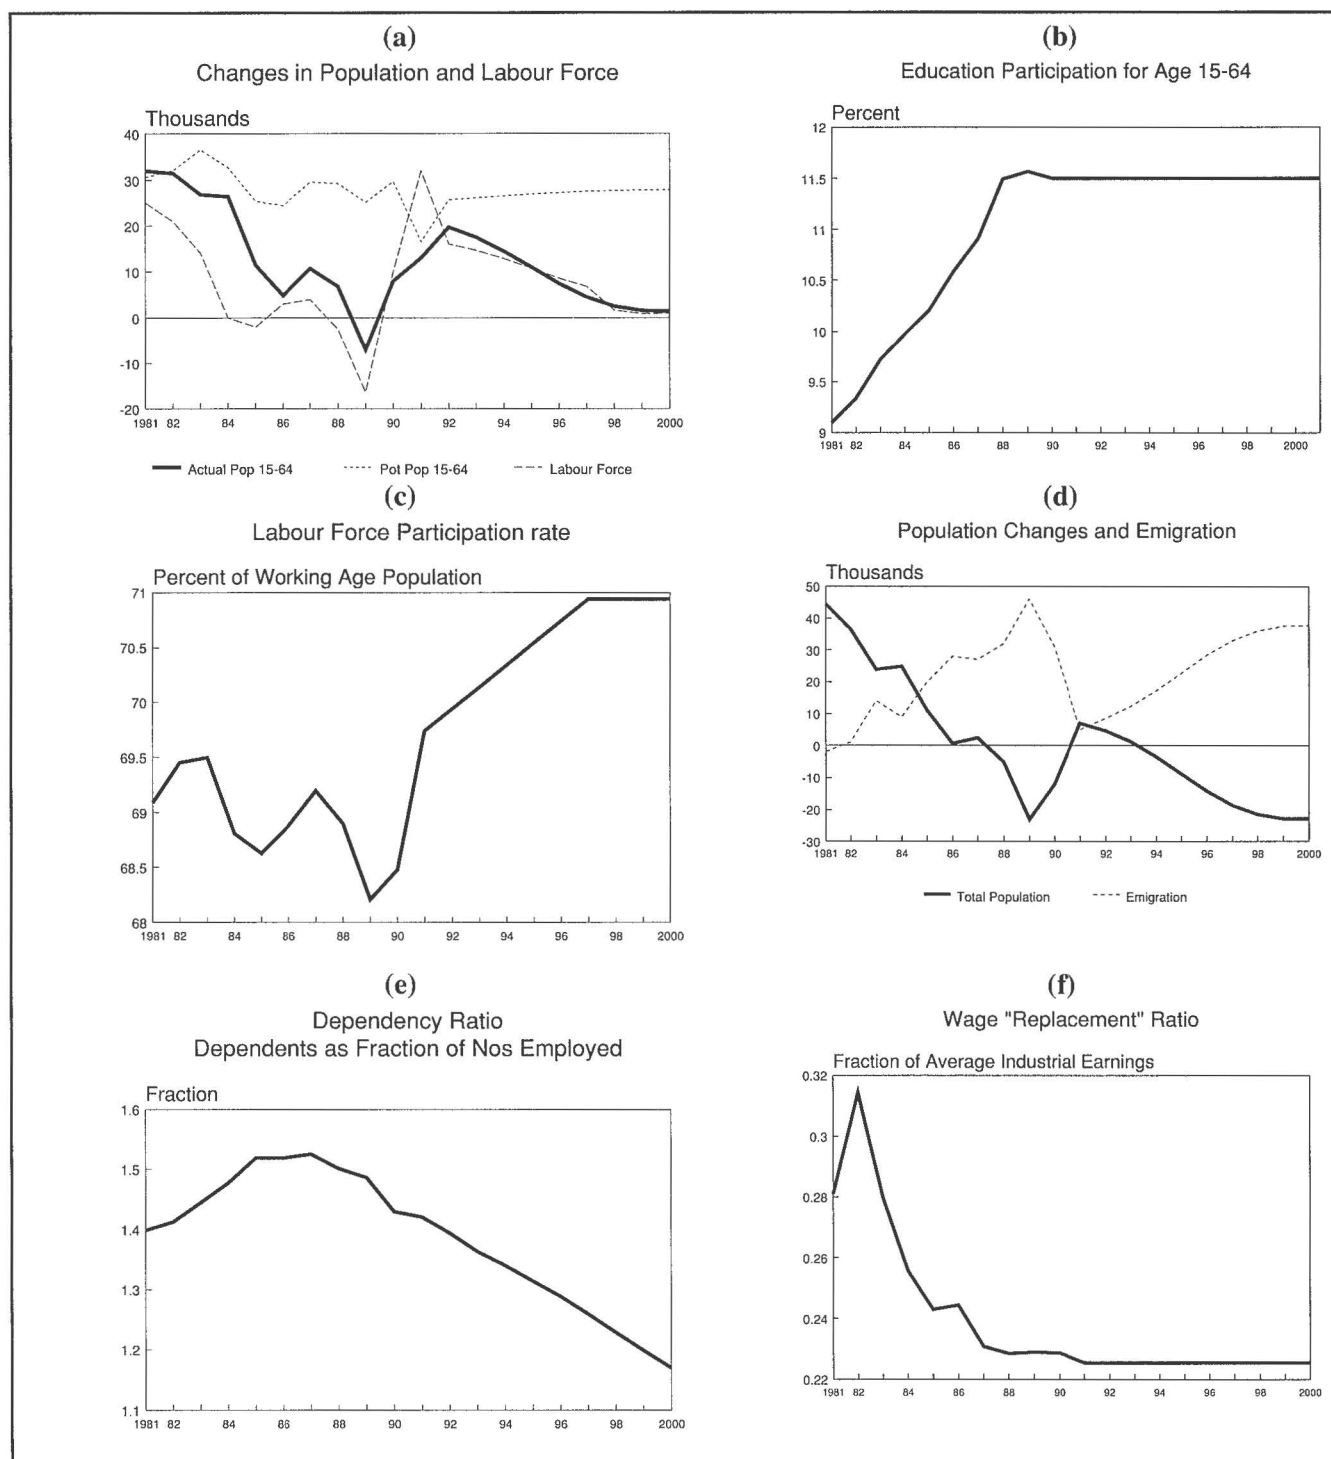 (a)
Changes in Population and Labour Force
Thousands
40
30
20
10
0
-10
-20
1981 82 84 86 88 90 92 94 96 98 2000
Actual Pop 15-64 Pot Pop 15-64 Labour Force
(b)
Education Participation for Age 15-64
Percent
12
11.5
11
10.5
10
9.5
9
1981 82 84 86 88 90 92 94 96 98 2000
(c)
Labour Force Participation rate
Percent of Working Age Population
71
70.5
70
69.5
69
68.5
68
1981 82 84 86 88 90 92 94 96 98 2000
(d)
Population Changes and Emigration
Thousands
50
40
30
20
10
0
-10
-20
-30
1981 82 84 86 88 90 92 94 96 98 2000
Total Population Emigration
(e)
Dependency Ratio
Dependents as Fraction of Nos Employed
Fraction
1.6
1.5
1.4
1.3
1.2
1.1
1981 82 84 86 88 90 92 94 96 98 2000
(f)
Wage "Replacement" Ratio
Fraction of Average Industrial Earnings
0.32
0.3
0.28
0.26
0.24
0.22
1981 82 84 86 88 90 92 94 96 98 2000